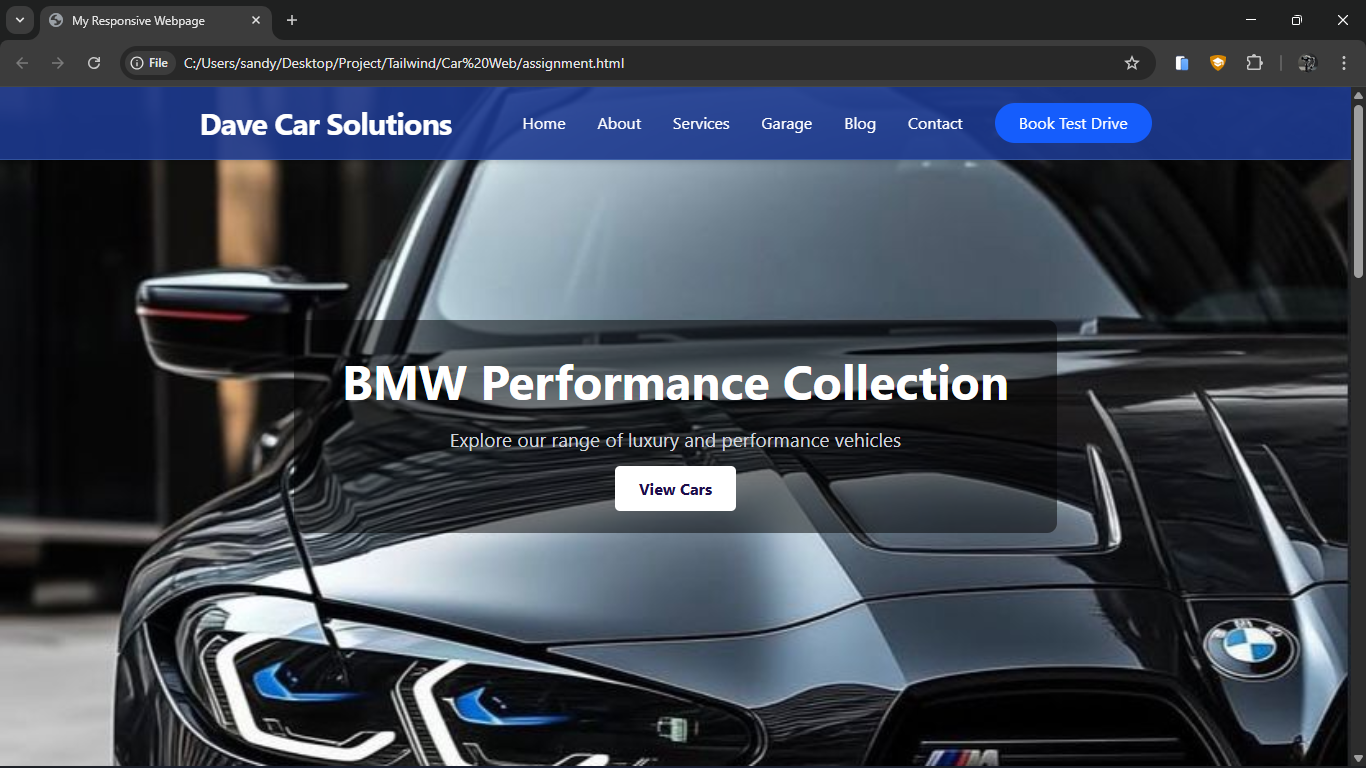 My Responsive Webpage
File C:/Users/sandy/Desktop/Project/Tailwind/Car%20Web/assignment.html
Dave Car Solutions Home About Services Garage Blog Contact Book Test Drive
BMW Performance Collection
Explore our range of luxury and performance vehicles
View Cars
BMW
M